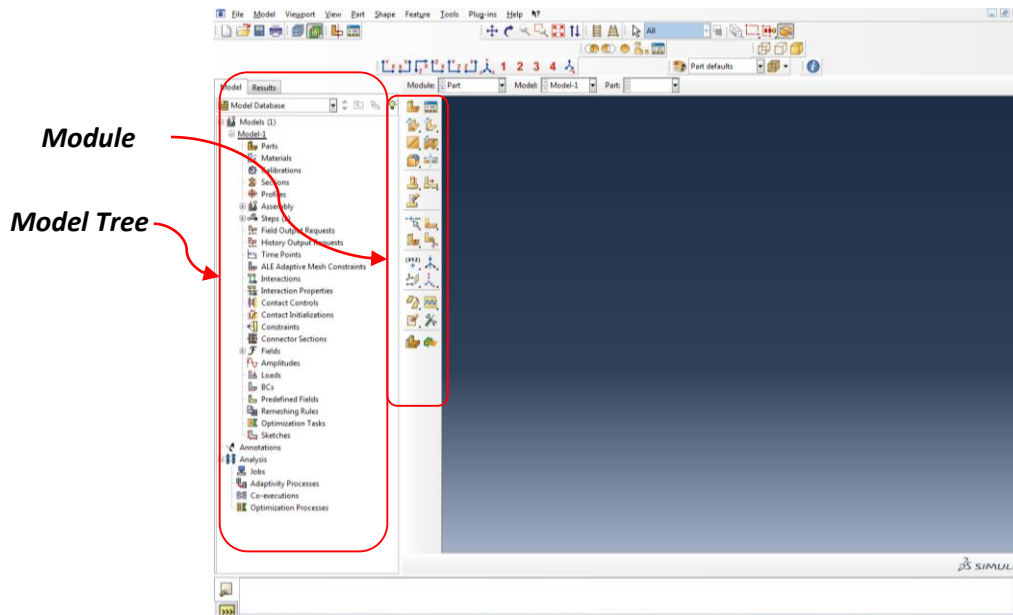 File Model Viewport View Part Shape Feature Tools Plug-ins Help
All
1 2 3 4
Part defaults
Model Results
Module: Part Model: Model-1 Part:
Model Database
Models (1)
Model-1
Parts
Materials
Calibrations
Sections
Profiles
Assembly
Steps (1)
Field Output Requests
History Output Requests
Time Points
ALE Adaptive Mesh Constraints
Interactions
Interaction Properties
Contact Controls
Contact Initializations
Constraints
Connector Sections
Fields
Amplitudes
Loads
BCs
Predefined Fields
Remeshing Rules
Optimization Tasks
Sketches
Annotations
Analysis
Jobs
Adaptivity Processes
Co-executions
Optimization Processes
Module
Model Tree
(XYZ)
SIMUL
>>>